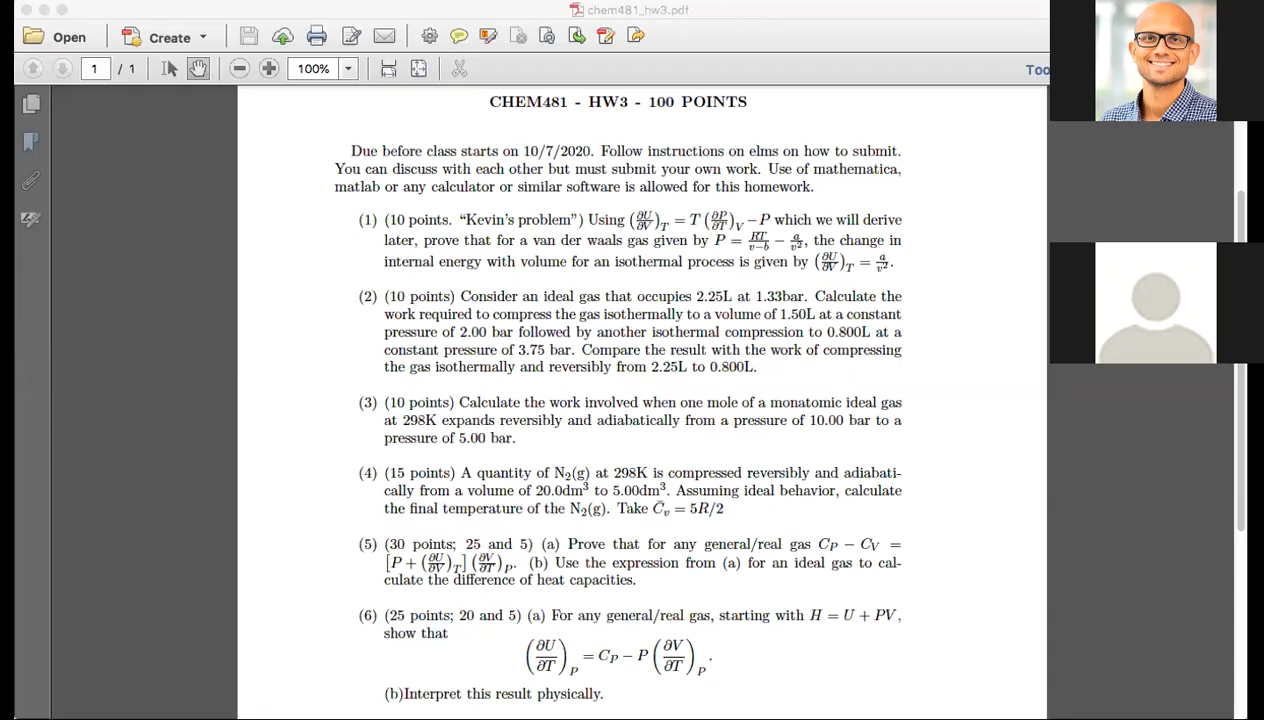 chem481_hw3.pdf
Open Create
1 / 1 100% Too
CHEM481 - HW3 - 100 POINTS
Due before class starts on 10/7/2020. Follow instructions on elms on how to submit.
You can discuss with each other but must submit your own work. Use of mathematica,
matlab or any calculator or similar software is allowed for this homework.
(1) (10 points. “Kevin’s problem”) Using (∂U/∂V)_T = T (∂P/∂T)_V − P which we will derive
later, prove that for a van der waals gas given by P = RT/(v−b) − a/v², the change in
internal energy with volume for an isothermal process is given by (∂U/∂V)_T = a/v².
(2) (10 points) Consider an ideal gas that occupies 2.25L at 1.33bar. Calculate the
work required to compress the gas isothermally to a volume of 1.50L at a constant
pressure of 2.00 bar followed by another isothermal compression to 0.800L at a
constant pressure of 3.75 bar. Compare the result with the work of compressing
the gas isothermally and reversibly from 2.25L to 0.800L.
(3) (10 points) Calculate the work involved when one mole of a monatomic ideal gas
at 298K expands reversibly and adiabatically from a pressure of 10.00 bar to a
pressure of 5.00 bar.
(4) (15 points) A quantity of N₂(g) at 298K is compressed reversibly and adiabati-
cally from a volume of 20.0dm³ to 5.00dm³. Assuming ideal behavior, calculate
the final temperature of the N₂(g). Take C̄ᵥ = 5R/2
(5) (30 points; 25 and 5) (a) Prove that for any general/real gas C_P − C_V =
[P + (∂U/∂V)_T] (∂V/∂T)_P. (b) Use the expression from (a) for an ideal gas to cal-
culate the difference of heat capacities.
(6) (25 points; 20 and 5) (a) For any general/real gas, starting with H = U + PV,
show that
(∂U/∂T)_P = C_P − P (∂V/∂T)_P.
(b)Interpret this result physically.